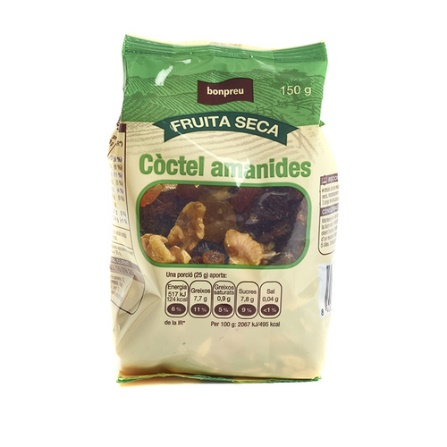 bonpreu
150 g
FRUITA SECA
Còctel amanides
Una porció (25 g) aporta:
Energia 517 kJ 124 kcal 6 %
Greixos 7,7 g 11 %
Greixos saturats 0,9 g 5 %
Sucres 7,8 g 9 %
Sal 0,04 g <1 %
de la IR*
Per 100 g: 2067 kJ/495 kcal